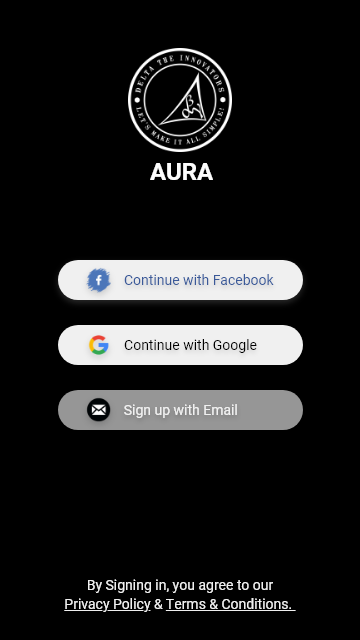 DELTA THE INNOVATORS
LET'S MAKE IT ALL SIMPLE!
AURA
Continue with Facebook
Continue with Google
Sign up with Email
By Signing in, you agree to our
Privacy Policy & Terms & Conditions.